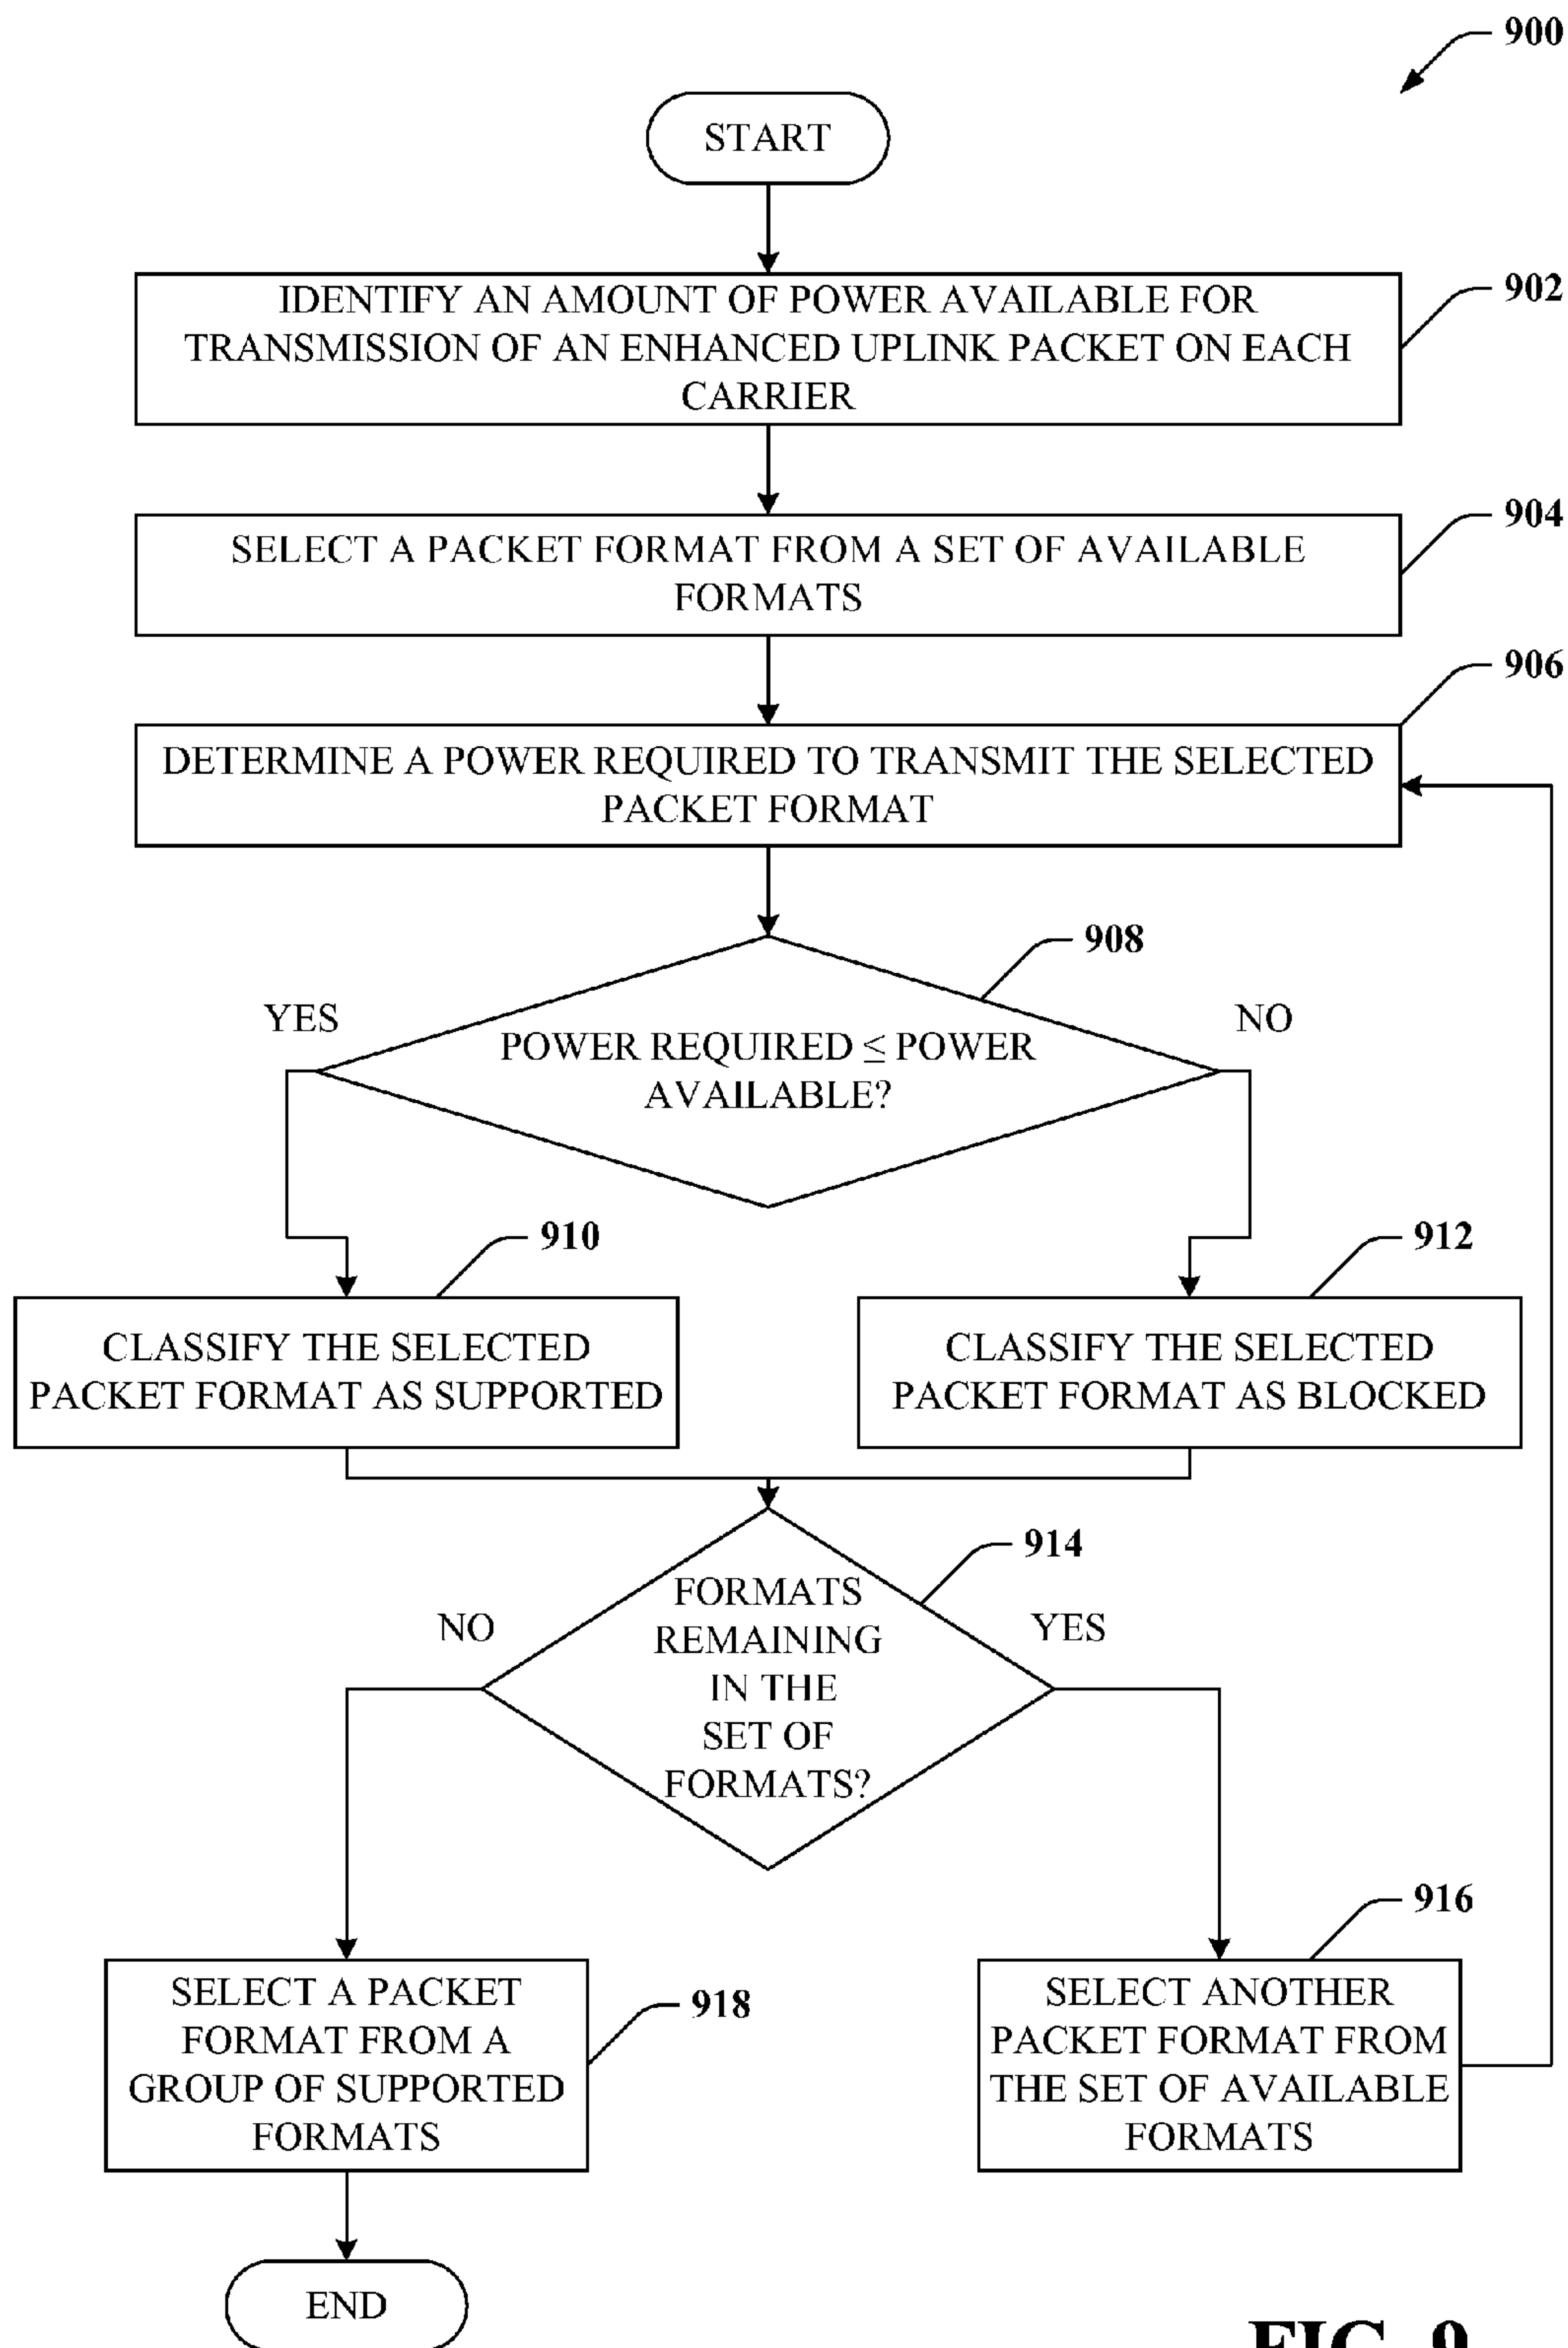 900
START
902
IDENTIFY AN AMOUNT OF POWER AVAILABLE FOR
TRANSMISSION OF AN ENHANCED UPLINK PACKET ON EACH
CARRIER
904
SELECT A PACKET FORMAT FROM A SET OF AVAILABLE
FORMATS
906
DETERMINE A POWER REQUIRED TO TRANSMIT THE SELECTED
PACKET FORMAT
908
YES
NO
POWER REQUIRED ≤ POWER
AVAILABLE?
910
912
CLASSIFY THE SELECTED
PACKET FORMAT AS SUPPORTED
CLASSIFY THE SELECTED
PACKET FORMAT AS BLOCKED
914
NO
YES
FORMATS
REMAINING
IN THE
SET OF
FORMATS?
916
918
SELECT A PACKET
FORMAT FROM A
GROUP OF SUPPORTED
FORMATS
SELECT ANOTHER
PACKET FORMAT FROM
THE SET OF AVAILABLE
FORMATS
END
FIG. 9